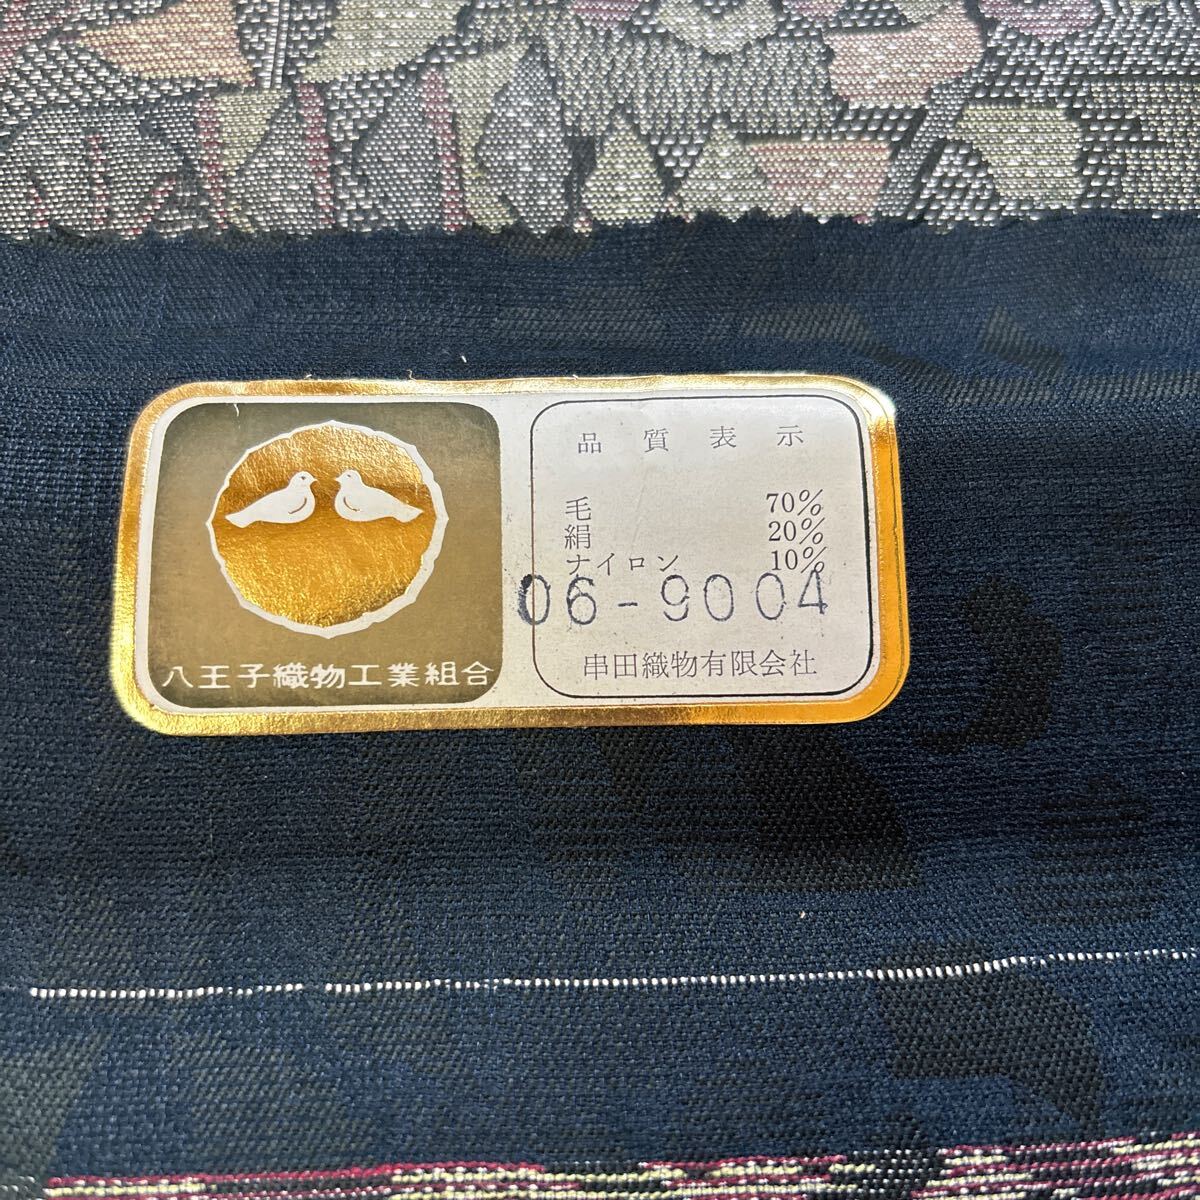 八王子織物工業組合
品質表示
毛 70%
絹 20%
ナイロン 10%
06-9004
串田織物有限会社